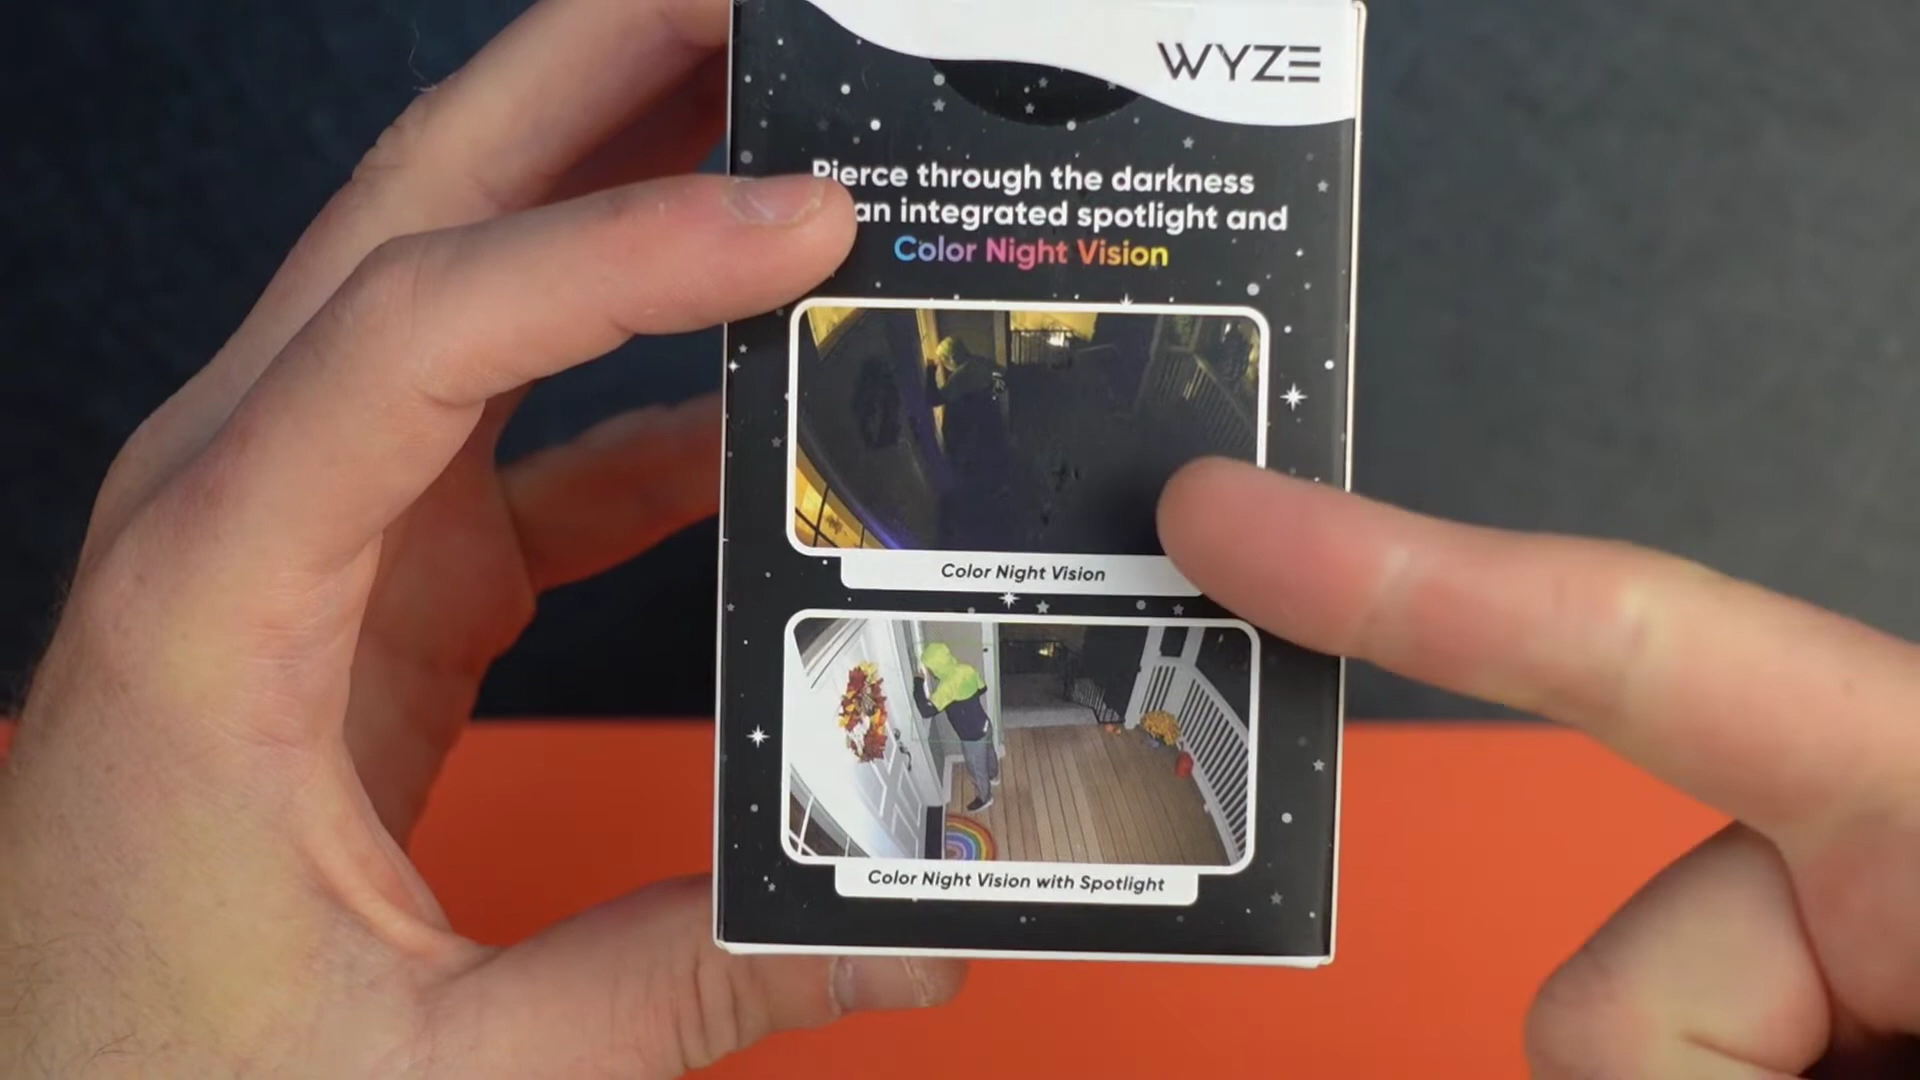 WYZE
Pierce through the darkness
an integrated spotlight and
Color Night Vision
Color Night Vision
Color Night Vision with Spotlight